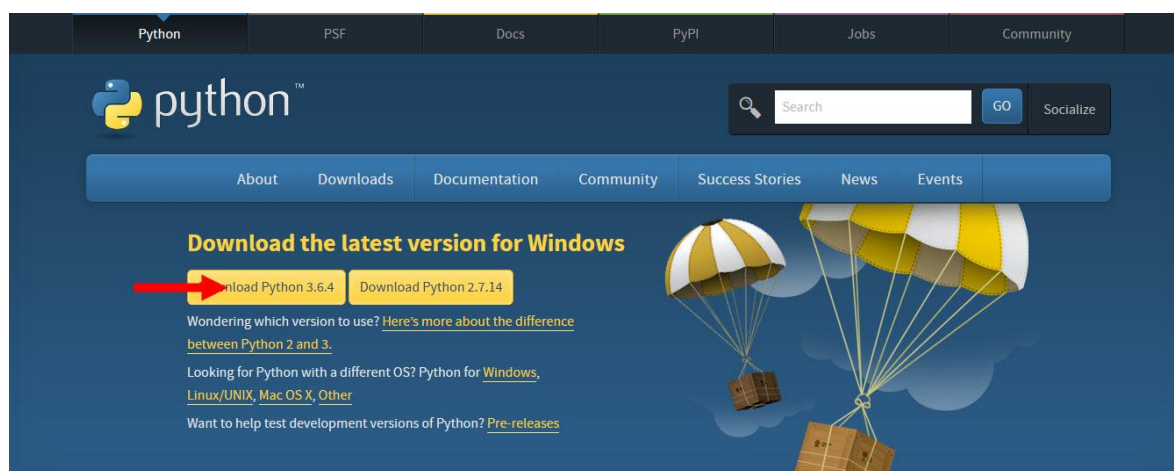 Python PSF Docs PyPI Jobs Community
python™
Search GO Socialize
About Downloads Documentation Community Success Stories News Events
Download the latest version for Windows
nload Python 3.6.4 Download Python 2.7.14
Wondering which version to use? Here's more about the difference
between Python 2 and 3.
Looking for Python with a different OS? Python for Windows,
Linux/UNIX, Mac OS X, Other
Want to help test development versions of Python? Pre-releases